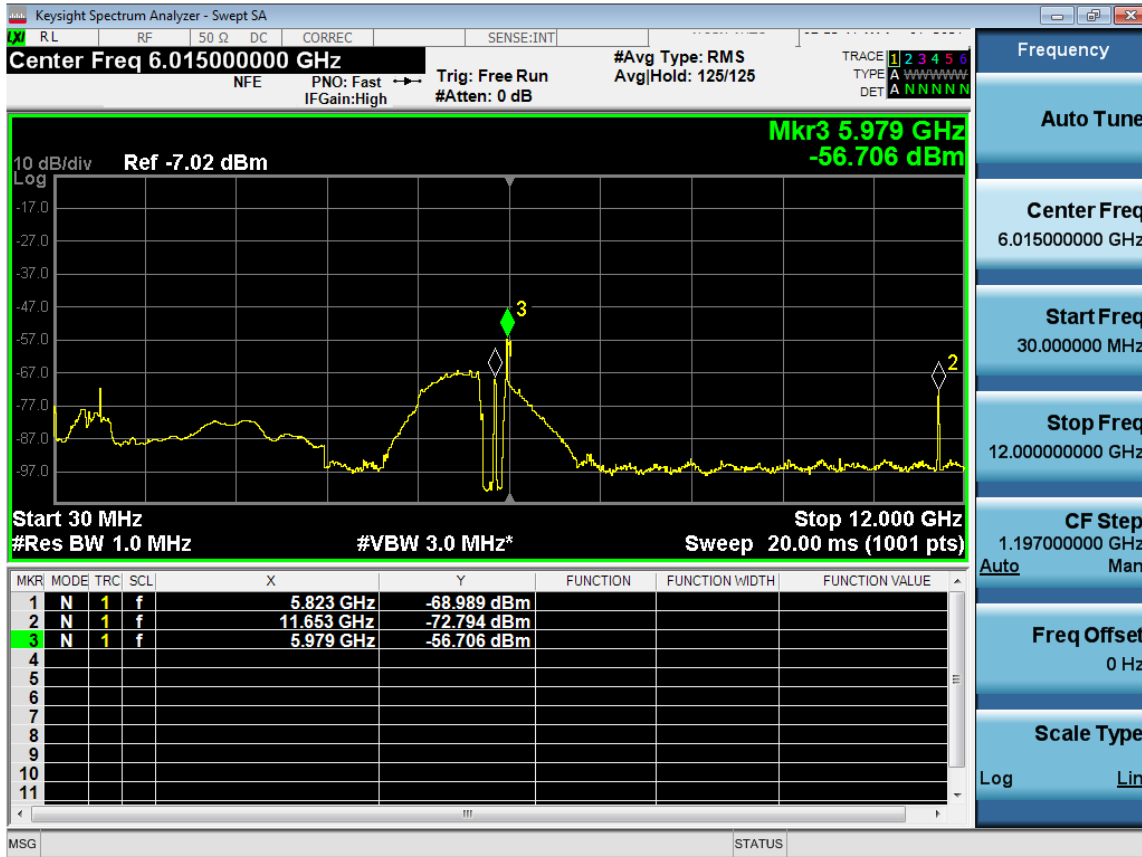 Keysight Spectrum Analyzer - Swept SA
LXI RL RF 50 Ω DC CORREC SENSE:INT
Center Freq 6.015000000 GHz
NFE PNO: Fast IFGain:High
Trig: Free Run
#Atten: 0 dB
#Avg Type: RMS
Avg|Hold: 125/125
TRACE 1 2 3 4 5 6
TYPE A WWWWW
DET A N N N N N
Mkr3 5.979 GHz
-56.706 dBm
10 dB/div Ref -7.02 dBm
Log
-17.0
-27.0
-37.0
-47.0
-57.0
-67.0
-77.0
-87.0
-97.0
3
2
Start 30 MHz Stop 12.000 GHz
#Res BW 1.0 MHz #VBW 3.0 MHz* Sweep 20.00 ms (1001 pts)
MKR MODE TRC SCL X Y FUNCTION FUNCTION WIDTH FUNCTION VALUE
1 N 1 f 5.823 GHz -68.989 dBm
2 N 1 f 11.653 GHz -72.794 dBm
3 N 1 f 5.979 GHz -56.706 dBm
4
5
6
7
8
9
10
11
MSG STATUS
Frequency
Auto Tune
Center Freq
6.015000000 GHz
Start Freq
30.000000 MHz
Stop Freq
12.000000000 GHz
CF Step
1.197000000 GHz
Auto Man
Freq Offset
0 Hz
Scale Type
Log Lin